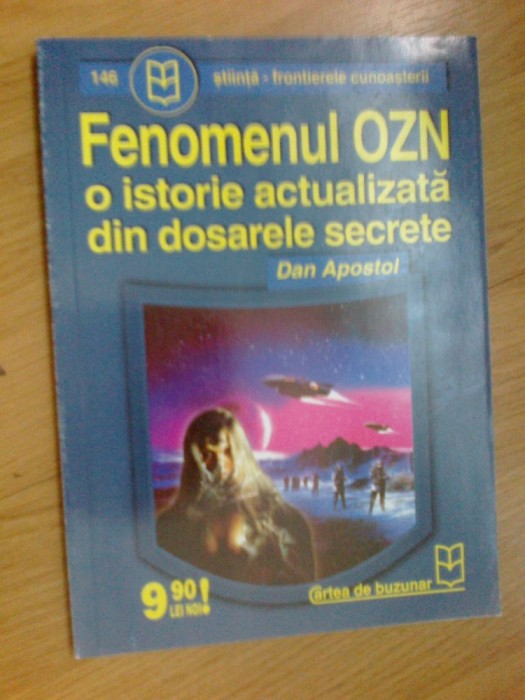 146
știință - frontierele cunoașterii
Fenomenul OZN
o istorie actualizată
din dosarele secrete
Dan Apostol
9 90 LEI NOI!
Cartea de buzunar